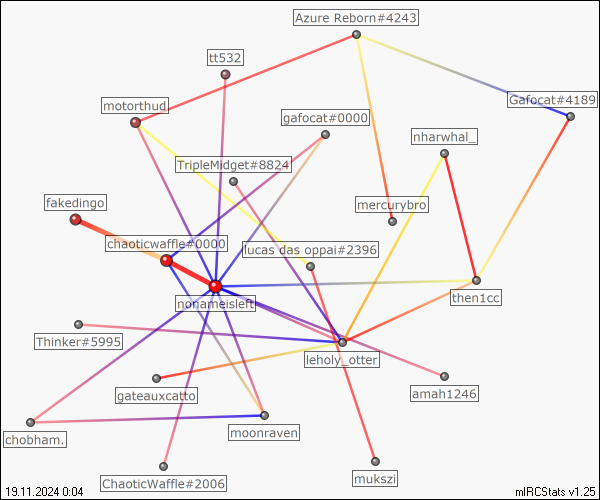 Azure Reborn#4243
tt532
Gafocat#4189
motorthud
gafocat#0000
nharwhal_
TripleMidget#8824
fakedingo
mercurybro
chaoticwaffle#0000
lucas das oppai#2396
nonameisleft
then1cc
Thinker#5995
leholy_otter
gateauxcatto
amah1246
chobham.
moonraven
ChaoticWaffle#2006
mukszi
19.11.2024 0:04
mIRCStats v1.25